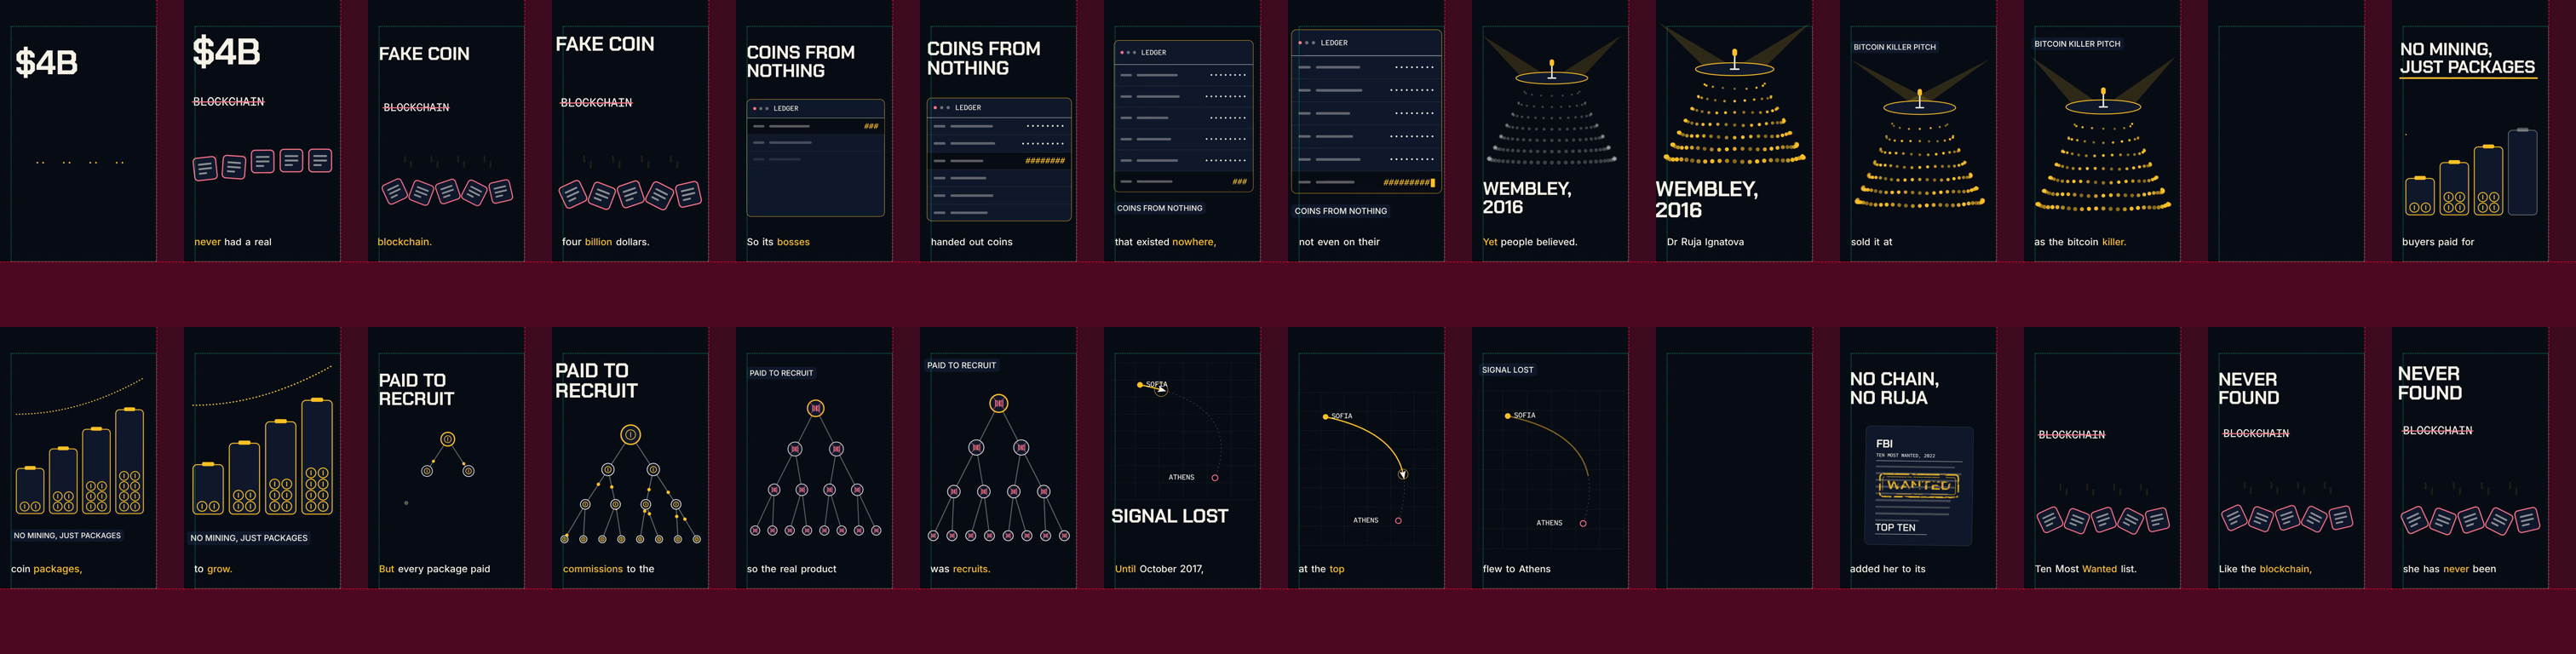 $4B
$4B
BLOCKCHAIN
never had a real
FAKE COIN
BLOCKCHAIN
blockchain.
FAKE COIN
BLOCKCHAIN
four billion dollars.
COINS FROM
NOTHING
LEDGER
###
So its bosses
COINS FROM
NOTHING
LEDGER
########
handed out coins
LEDGER
###
COINS FROM NOTHING
that existed nowhere,
LEDGER
#########
COINS FROM NOTHING
not even on their
WEMBLEY,
2016
Yet people believed.
WEMBLEY,
2016
Dr Ruja Ignatova
BITCOIN KILLER PITCH
sold it at
BITCOIN KILLER PITCH
as the bitcoin killer.
NO MINING,
JUST PACKAGES
buyers paid for
NO MINING, JUST PACKAGES
coin packages,
NO MINING, JUST PACKAGES
to grow.
PAID TO
RECRUIT
But every package paid
PAID TO
RECRUIT
commissions to the
PAID TO RECRUIT
so the real product
PAID TO RECRUIT
was recruits.
SOFIA
ATHENS
SIGNAL LOST
Until October 2017,
SOFIA
ATHENS
at the top
SIGNAL LOST
SOFIA
ATHENS
flew to Athens
NO CHAIN,
NO RUJA
FBI
TEN MOST WANTED, 2022
WANTED
TOP TEN
added her to its
BLOCKCHAIN
Ten Most Wanted list.
NEVER
FOUND
BLOCKCHAIN
Like the blockchain,
NEVER
FOUND
BLOCKCHAIN
she has never been